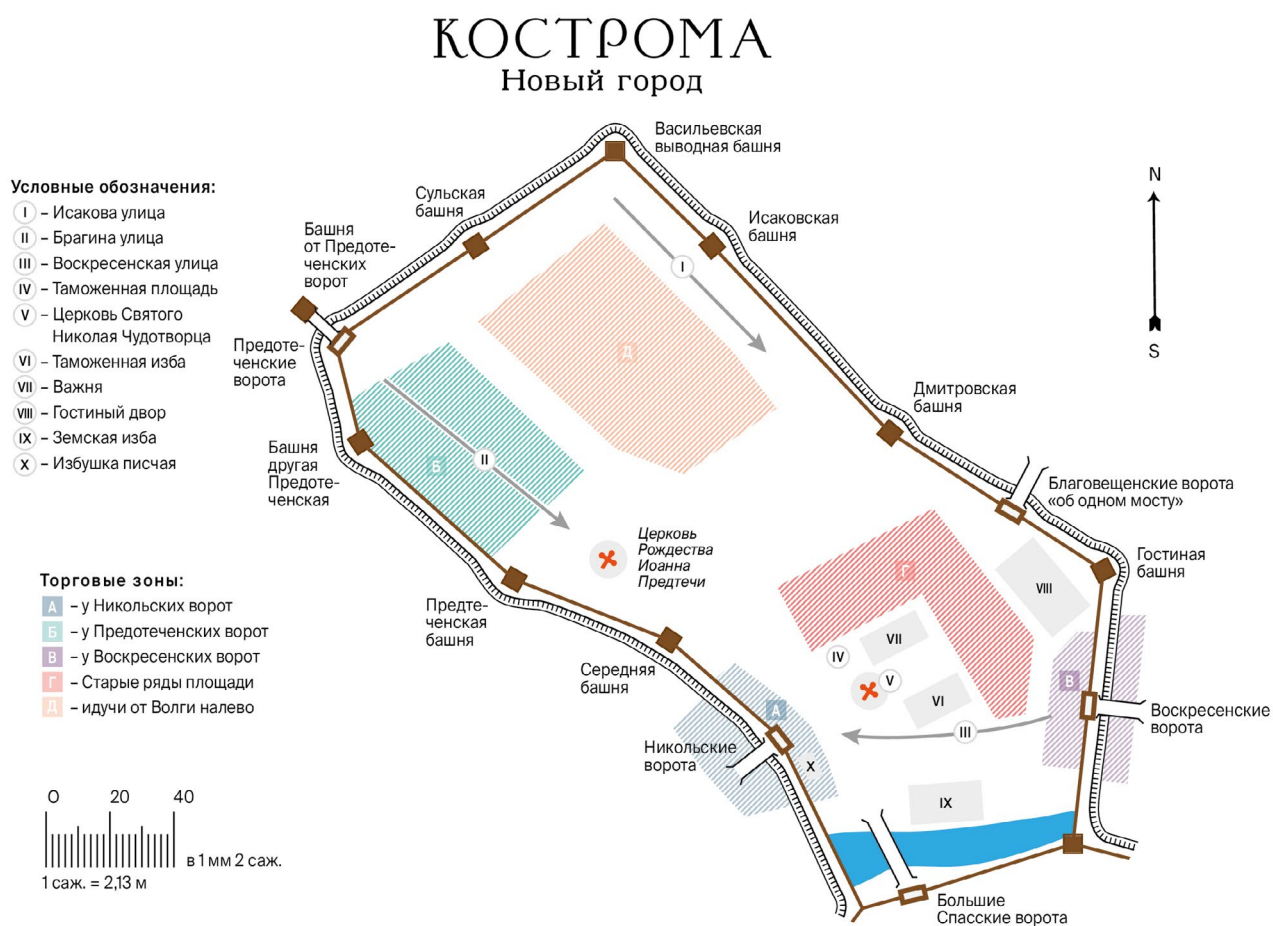 КОСТРОМА
Новый город
Условные обозначения:
I – Исакова улица
II – Брагина улица
III – Воскресенская улица
IV – Таможенная площадь
V – Церковь Святого
Николая Чудотворца
VI – Таможенная изба
VII – Важня
VIII – Гостиный двор
IX – Земская изба
X – Избушка писчая
Торговые зоны:
А – у Никольских ворот
Б – у Предотеченских ворот
В – у Воскресенских ворот
Г – Старые ряды площади
Д – идучи от Волги налево
0 20 40
в 1 мм 2 саж.
1 саж. = 2,13 м
Васильевская
выводная башня
Сульская
башня
Исаковская
башня
Башня
от Предоте-
ченских
ворот
Предоте-
ченские
ворота
Башня
другая
Предоте-
ченская
Предте-
ченская
башня
Середняя
башня
Никольские
ворота
Церковь
Рождества
Иоанна
Предтечи
Дмитровская
башня
Благовещенские ворота
«об одном мосту»
Гостиная
башня
Воскресенские
ворота
Большие
Спасские ворота
I
Д
Б
II
Г
VIII
VII
IV
V
VI
В
А
III
X
IX
N
S